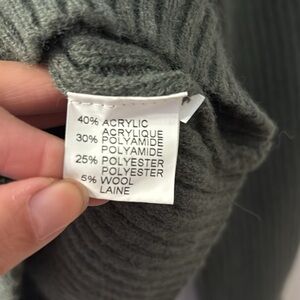 40% ACRYLIC
ACRYLIQUE
30% POLYAMIDE
POLYAMIDE
25% POLYESTER
POLYESTER
5% WOOL
LAINE